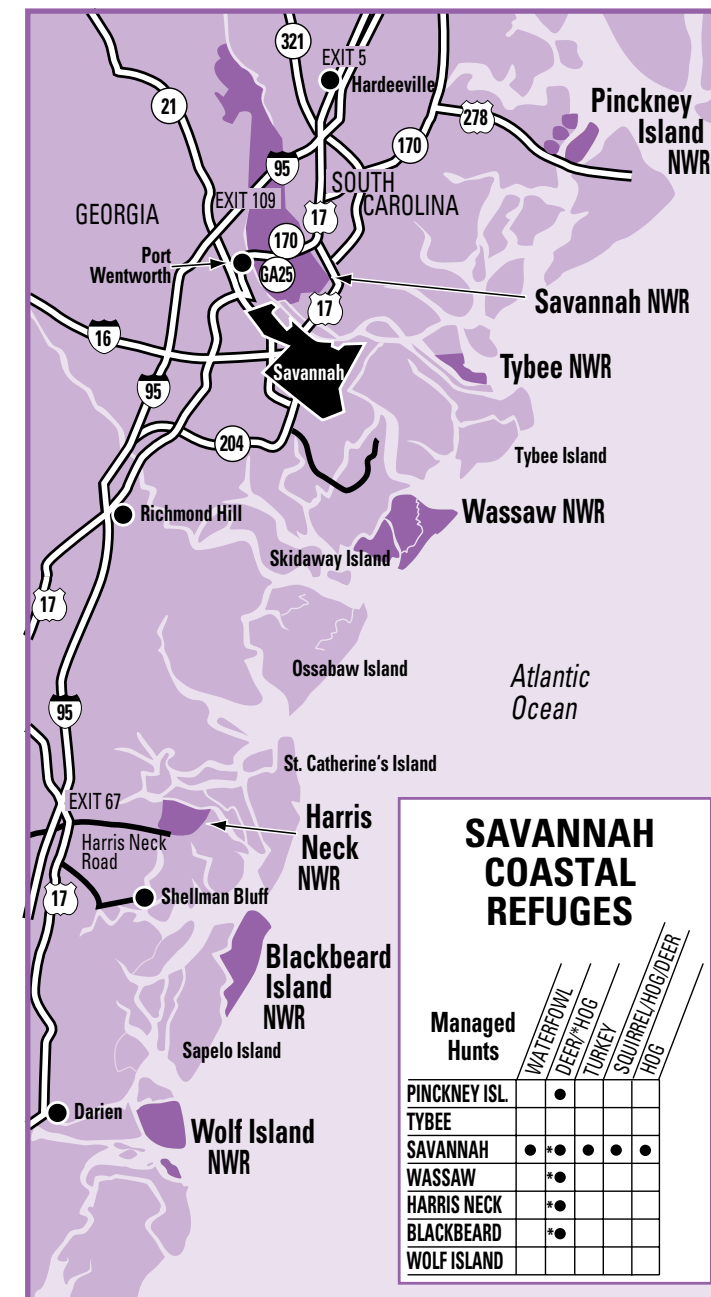 321
EXIT 5
Hardeeville
21
Pinckney
Island
NWR
278
170
95
SOUTH
CAROLINA
EXIT 109
GEORGIA
17
170
Port
Wentworth
GA25
Savannah NWR
17
16
Tybee NWR
Savannah
95
204
Tybee Island
Richmond Hill
Wassaw NWR
Skidaway Island
17
Ossabaw Island
Atlantic
Ocean
95
St. Catherine's Island
EXIT 67
Harris
Neck
NWR
Harris Neck
Road
17
Shellman Bluff
Blackbeard
Island
NWR
Sapelo Island
Darien
Wolf Island
NWR
SAVANNAH
COASTAL
REFUGES
Managed
Hunts
WATERFOWL
DEER/*HOG
TURKEY
SQUIRREL/HOG/DEER
HOG
PINCKNEY ISL. ●
TYBEE
SAVANNAH ● *● ● ● ●
WASSAW *●
HARRIS NECK *●
BLACKBEARD *●
WOLF ISLAND